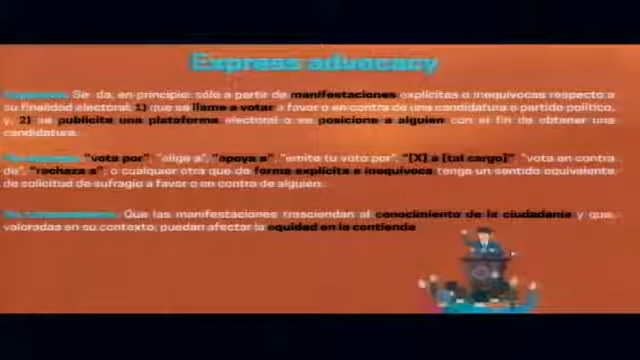 Express advocacy
Se da, en principio, sólo a partir de manifestaciones explícitas o inequívocas respecto a
su finalidad electoral: 1) que se llame a votar a favor o en contra de una candidatura o partido político,
y, 2) se publicite una plataforma electoral o se posicione a alguien con el fin de obtener una
candidatura.
"vota por", "elige a", "apoya a", "emite tu voto por", "[X] a [tal cargo]", "vota en contra
de", "rechaza a"; o cualquier otra que de forma explícita e inequívoca tenga un sentido equivalente
de solicitud de sufragio a favor o en contra de alguien.
Que las manifestaciones trasciendan al conocimiento de la ciudadanía y que,
valoradas en su contexto, puedan afectar la equidad en la contienda